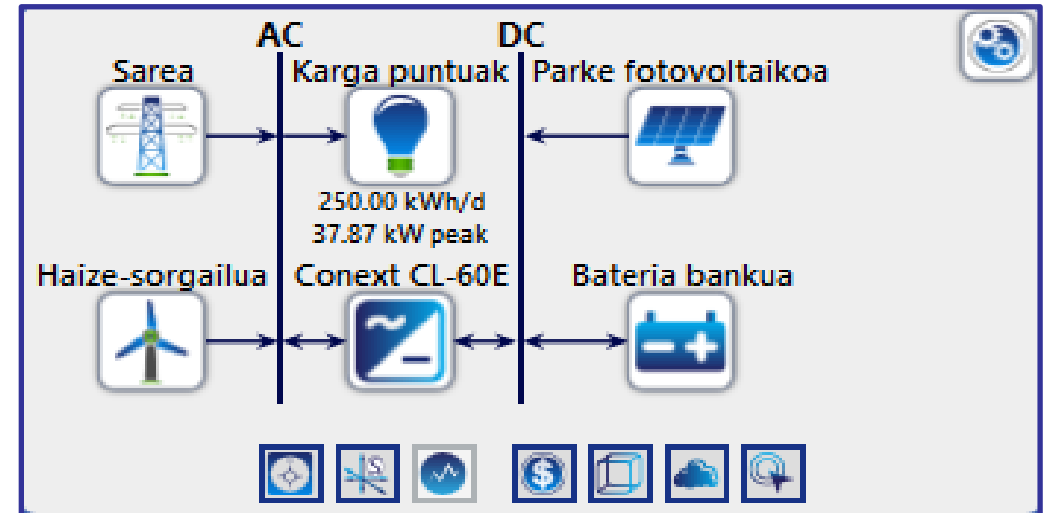 AC DC
Sarea Karga puntuak Parke fotovoltaikoa
250.00 kWh/d
37.87 kW peak
Haize-sorgailua Conext CL-60E Bateria bankua
S
$